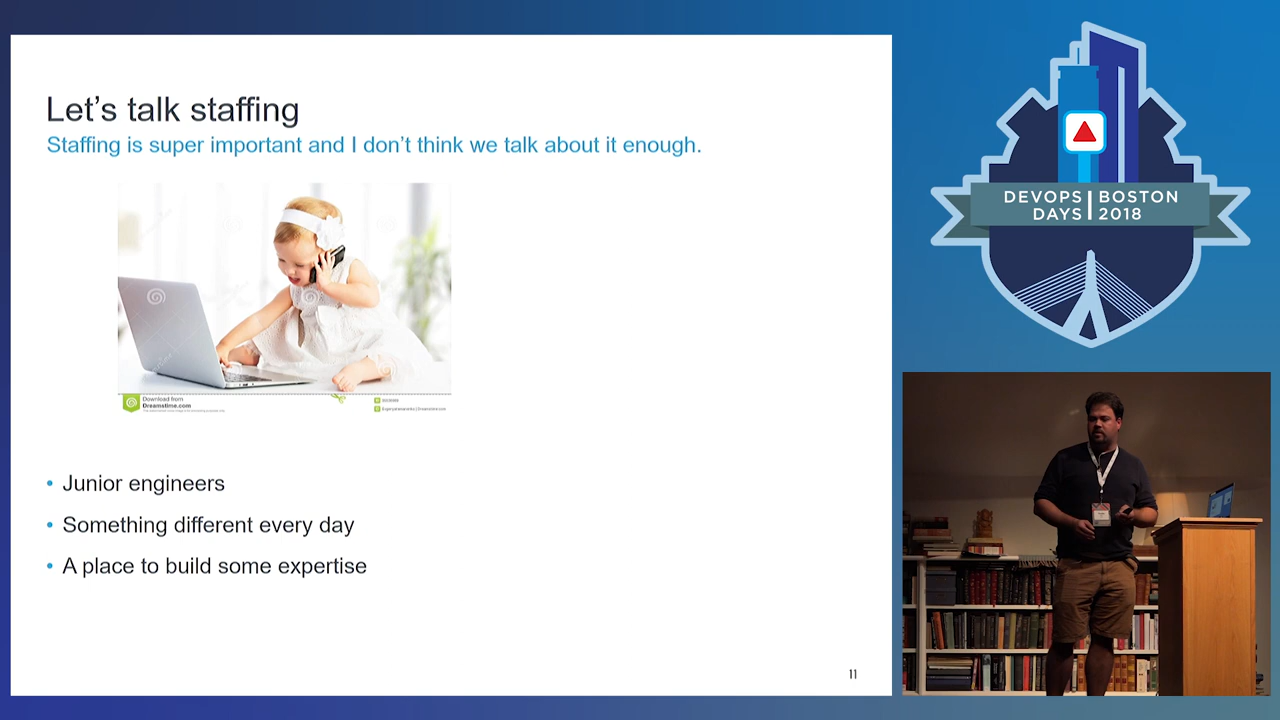 Let's talk staffing
Staffing is super important and I don't think we talk about it enough.
Download from
Dreamstime.com
• Junior engineers
• Something different every day
• A place to build some expertise
11
DEVOPS | BOSTON
DAYS | 2018